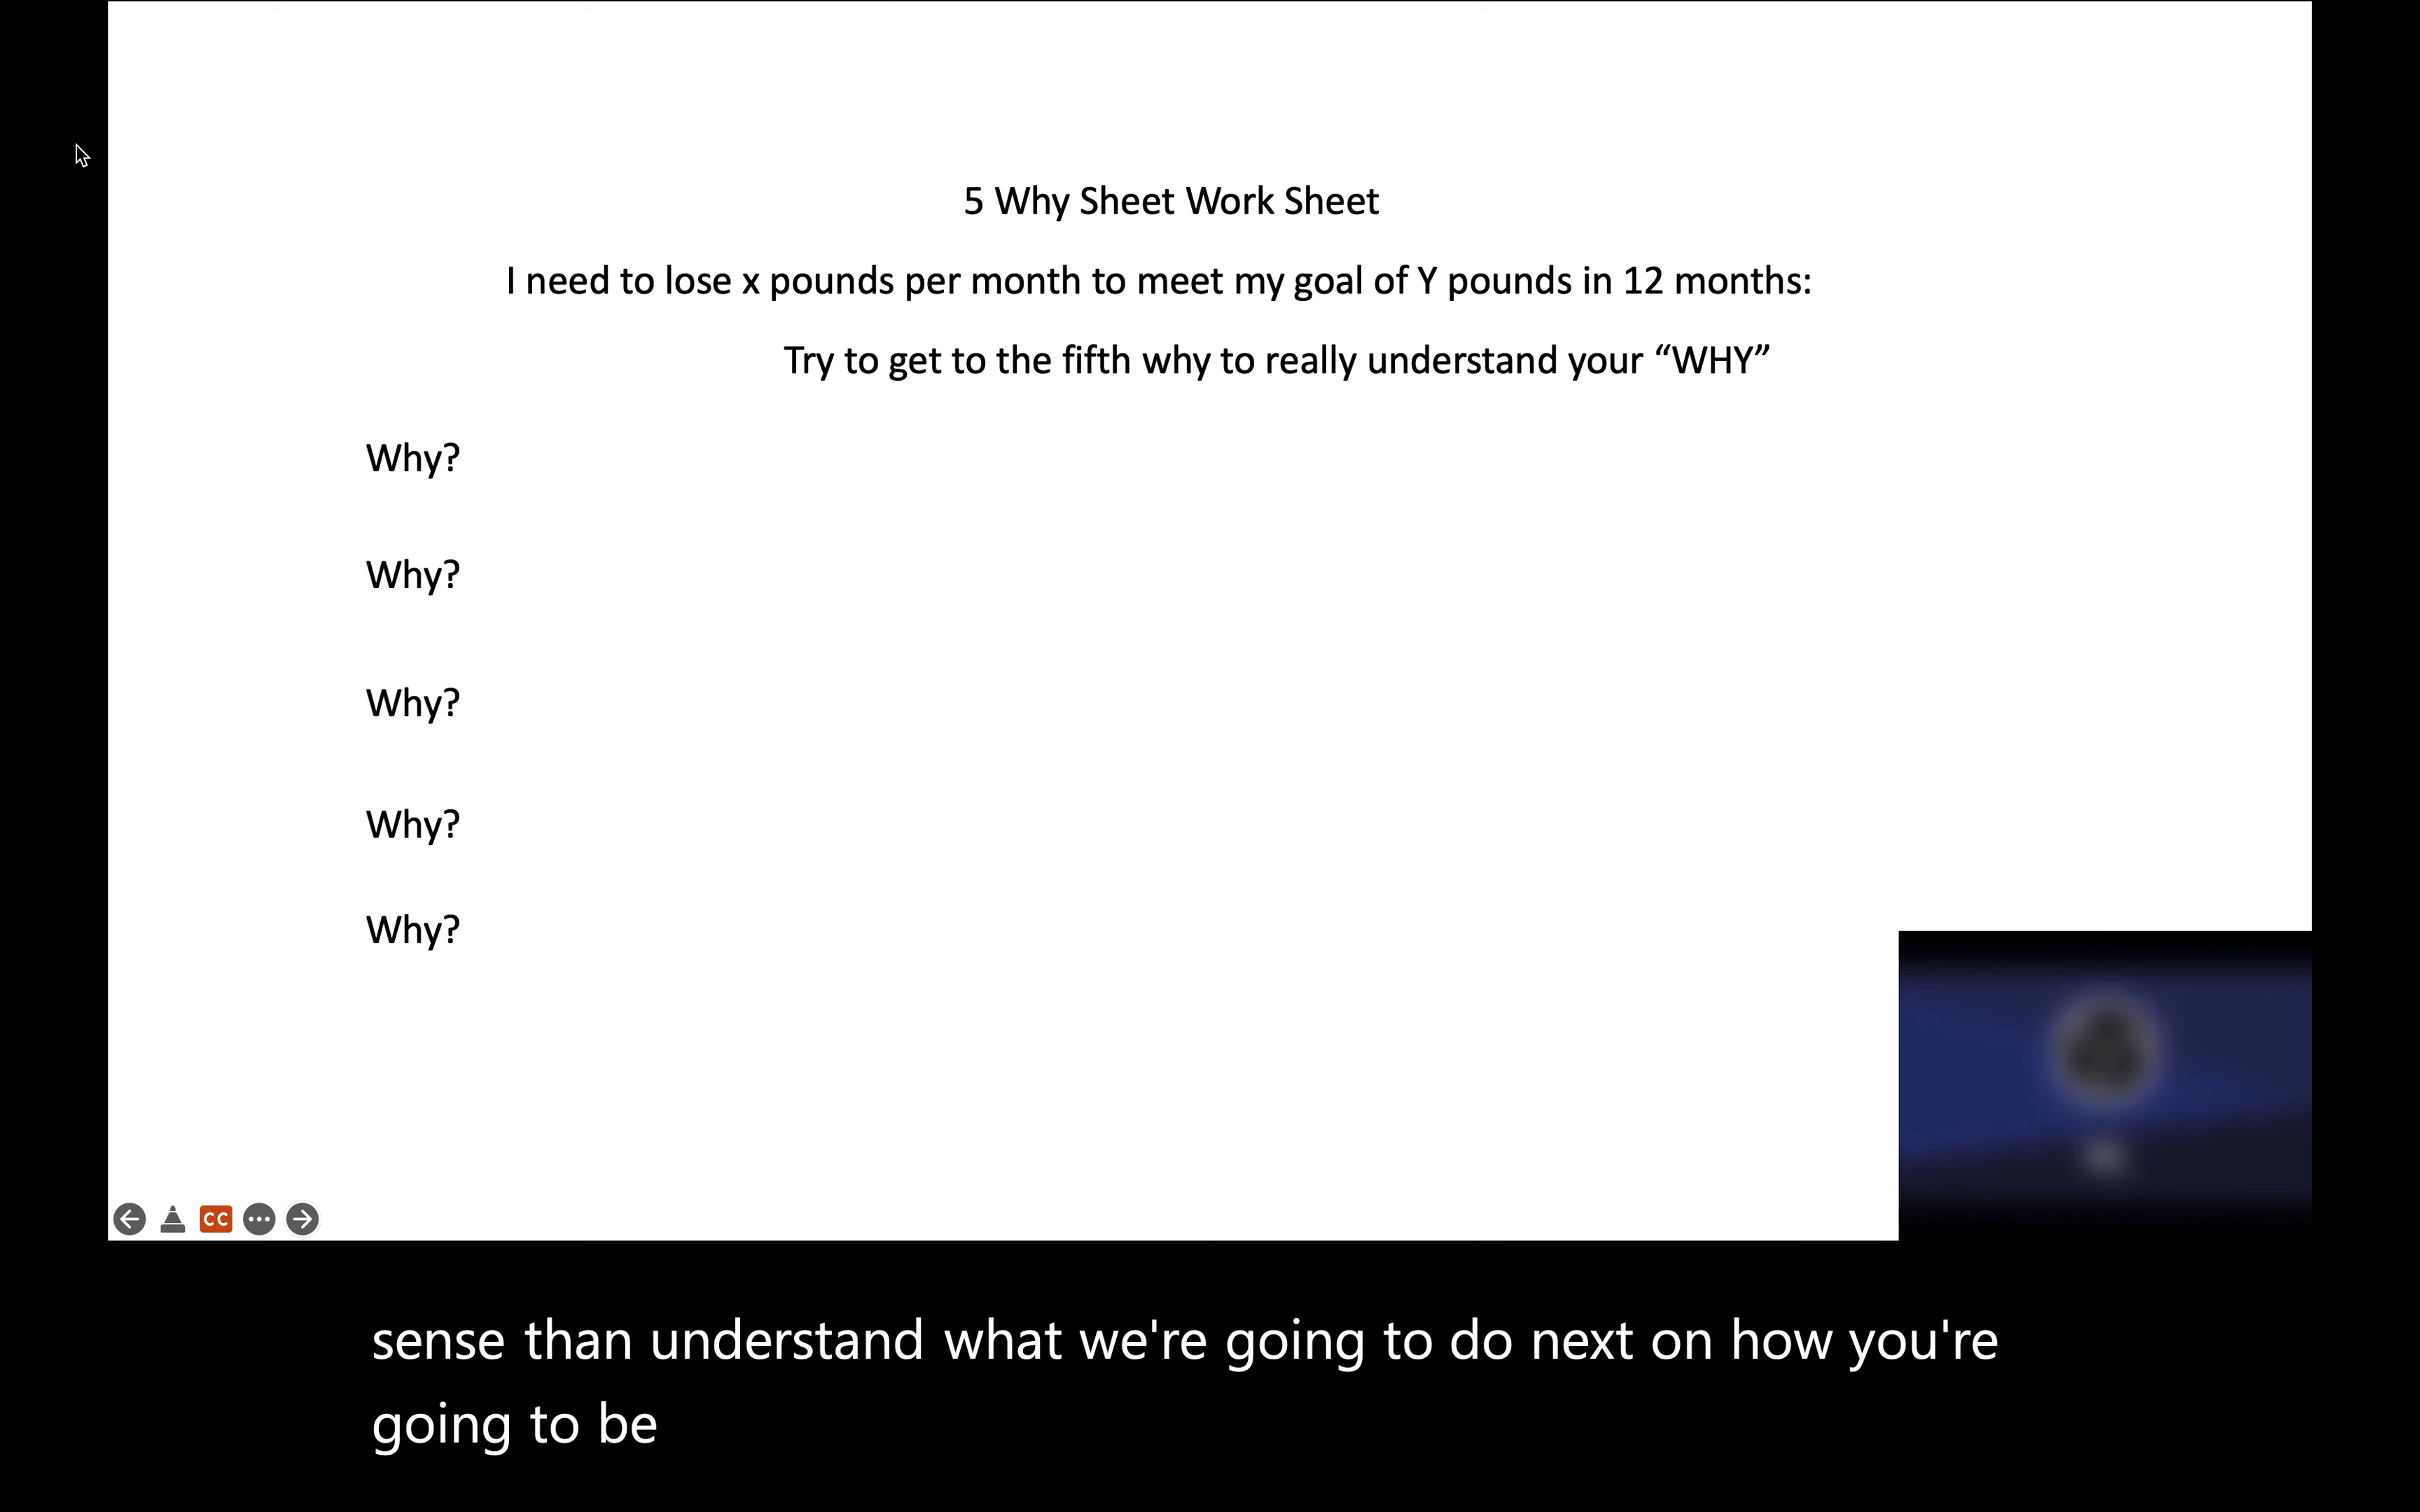 5 Why Sheet Work Sheet
I need to lose x pounds per month to meet my goal of Y pounds in 12 months:
Try to get to the fifth why to really understand your “WHY”
Why?
Why?
Why?
Why?
Why?
CC
sense than understand what we're going to do next on how you're
going to be